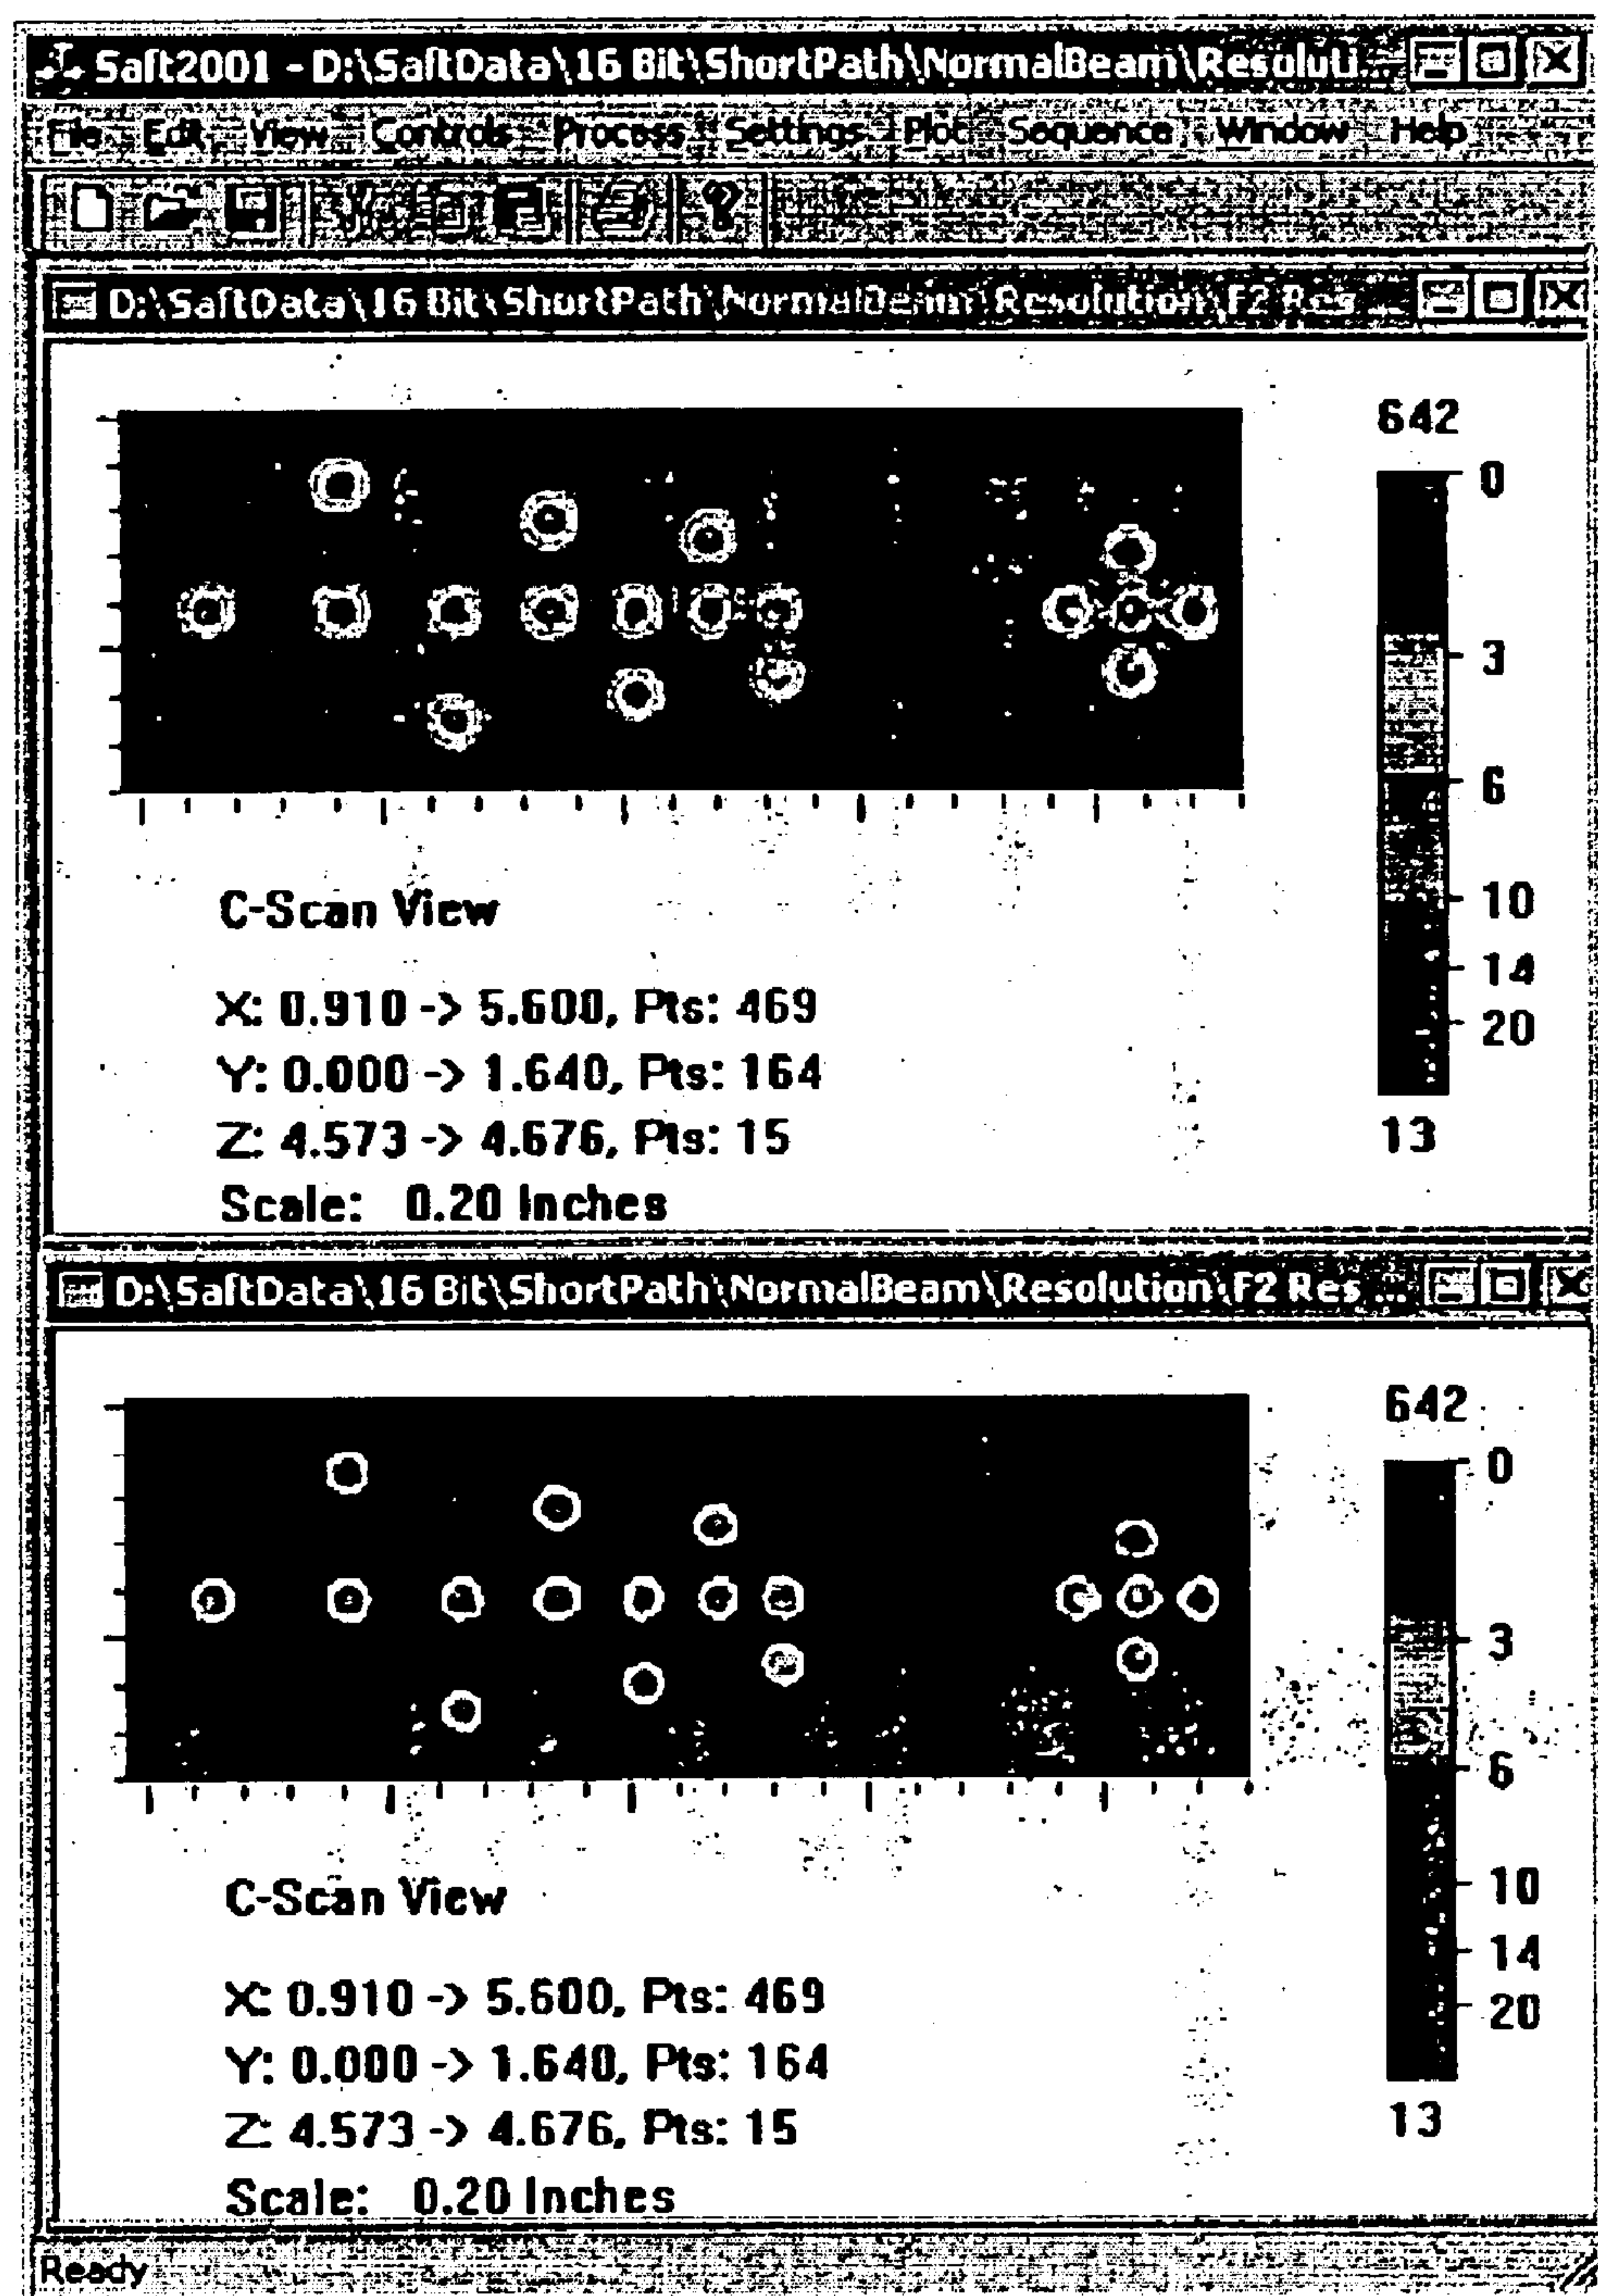 Saft2001 - D:\SaftData\16 Bit\ShortPath\NormalBeam\Resoluti...
File Edit View Controls Process Settings Plot Sequence Window Help
D:\SaftData\16 Bit\ShortPath\NormalBeam\Resolution\F2 Res ...
642
0
3
6
10
14
20
13
C-Scan View
X: 0.910 -> 5.600, Pts: 469
Y: 0.000 -> 1.640, Pts: 164
Z: 4.573 -> 4.676, Pts: 15
Scale: 0.20 Inches
D:\SaftData\16 Bit\ShortPath\NormalBeam\Resolution\F2 Res ...
642
0
3
6
10
14
20
13
C-Scan View
X: 0.910 -> 5.600, Pts: 469
Y: 0.000 -> 1.640, Pts: 164
Z: 4.573 -> 4.676, Pts: 15
Scale: 0.20 Inches
Ready